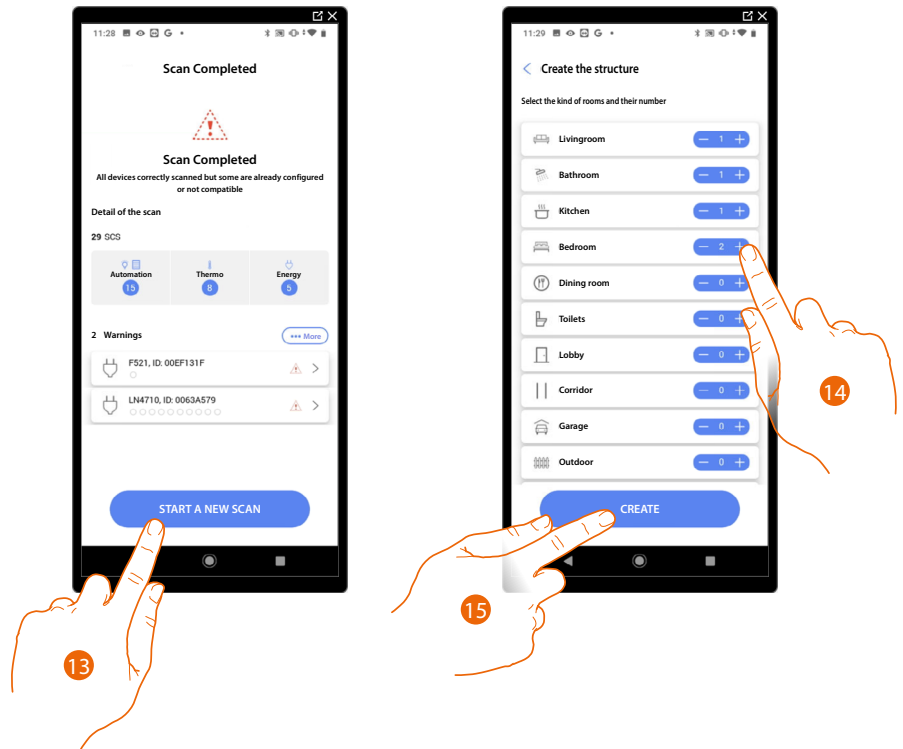 11:28
G
Scan Completed
Scan Completed
All devices correctly scanned but some are already configured
or not compatible
Detail of the scan
29 SCS
Automation
Thermo
Energy
15
8
5
2 Warnings
••• More
F521, ID: 00EF131F
LN4710, ID: 0063A579
START A NEW SCAN
13
11:29
G
Create the structure
Select the kind of rooms and their number
Livingroom — 1 +
Bathroom — 1 +
Kitchen — 1 +
Bedroom — 2 +
Dining room — 0 +
Toilets — 0 +
Lobby — 0 +
Corridor — 0 +
Garage — 0 +
Outdoor — 0 +
CREATE
14
15